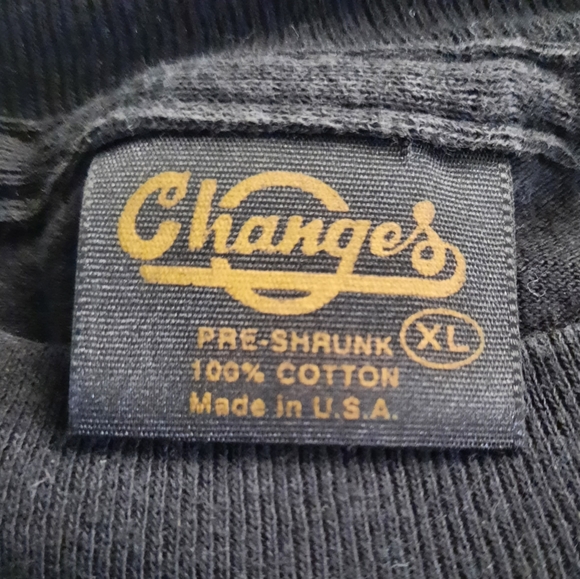 Changes
PRE-SHRUNK XL
100% COTTON
Made in U.S.A.